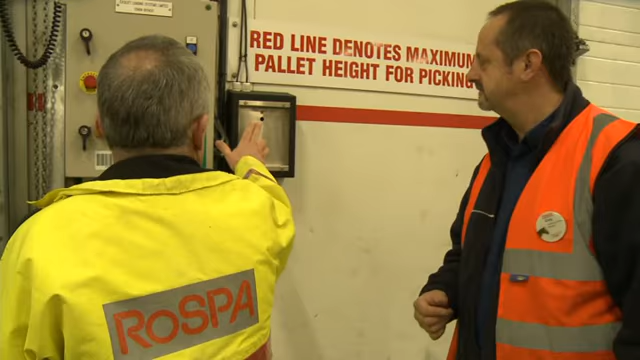 RED LINE DENOTES MAXIMUM
PALLET HEIGHT FOR PICKING
RoSPA